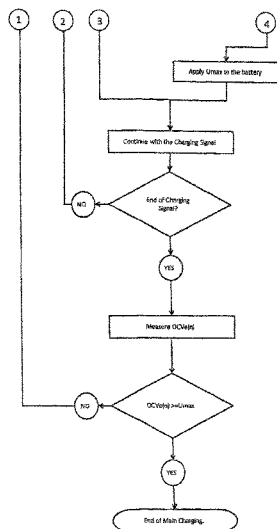 1
2
3
4
Apply Umax to the battery
Continue with the Charging Signal
End of Charging
Signal?
NO
YES
Measure OCVe(n)
OCVe(n) >=Umax
NO
YES
End of Main Charging.